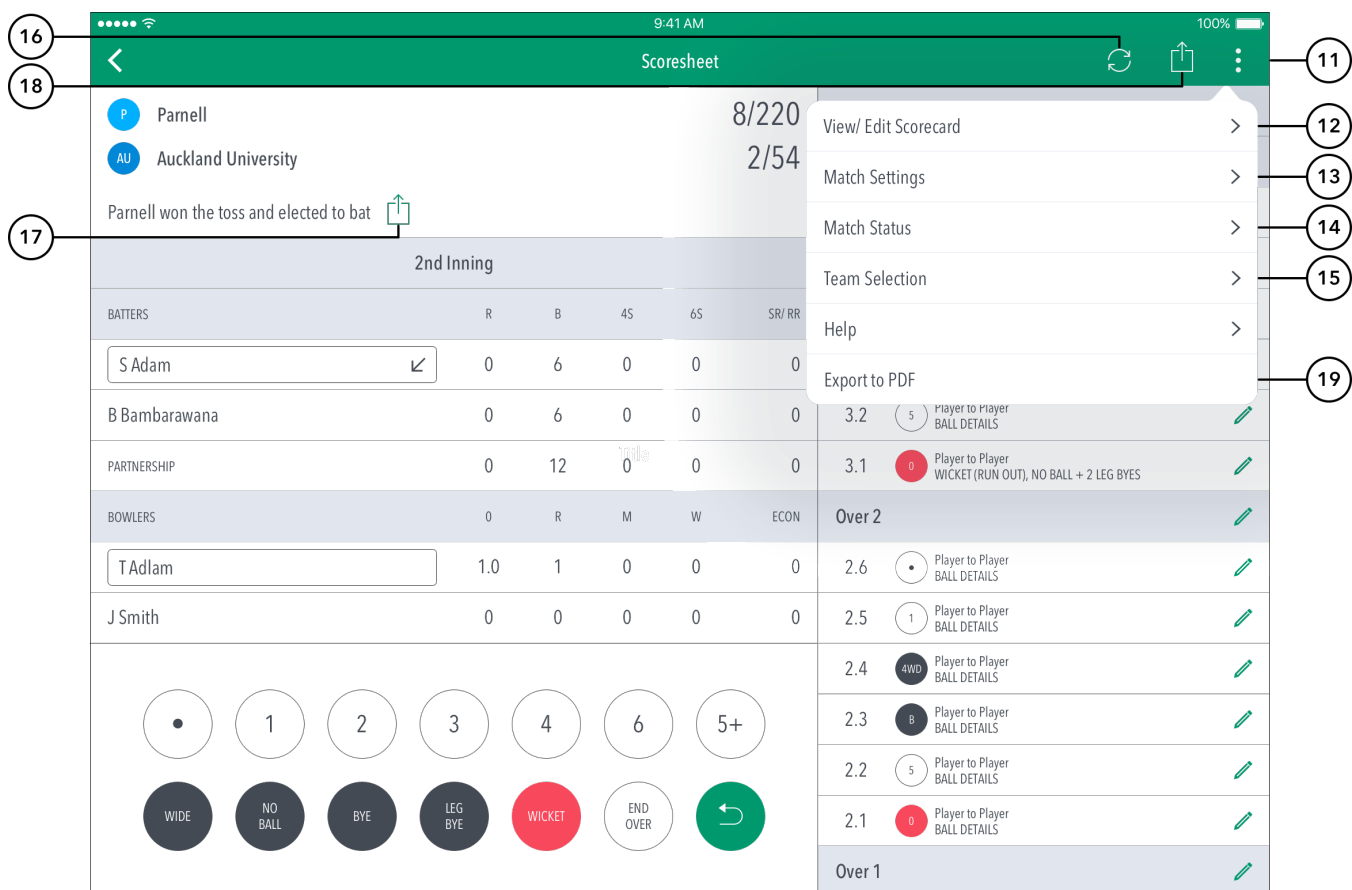 9:41 AM
100%
16
Scoresheet
11
18
P
Parnell
8/220
AU
Auckland University
2/54
Parnell won the toss and elected to bat
17
View/ Edit Scorecard
12
Match Settings
13
Match Status
14
Team Selection
15
Help
Export to PDF
19
2nd Inning
BATTERS R B 4S 6S SR/ RR
S Adam 0 6 0 0 0
B Bambarawana 0 6 0 0 0
Title
PARTNERSHIP 0 12 0 0 0
BOWLERS 0 R M W ECON
T Adlam 1.0 1 0 0 0
J Smith 0 0 0 0 0
1 2 3 4 6 5+
WIDE
NO
BALL
BYE
LEG
BYE
WICKET
END
OVER
3.2 5 Player to Player
BALL DETAILS
3.1 0 Player to Player
WICKET (RUN OUT), NO BALL + 2 LEG BYES
Over 2
2.6 Player to Player
BALL DETAILS
2.5 1 Player to Player
BALL DETAILS
2.4 4WD Player to Player
BALL DETAILS
2.3 B Player to Player
BALL DETAILS
2.2 5 Player to Player
BALL DETAILS
2.1 0 Player to Player
BALL DETAILS
Over 1